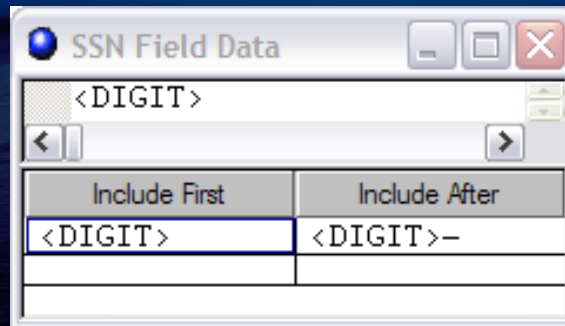 SSN Field Data
<DIGIT>
Include First Include After
<DIGIT> <DIGIT>-